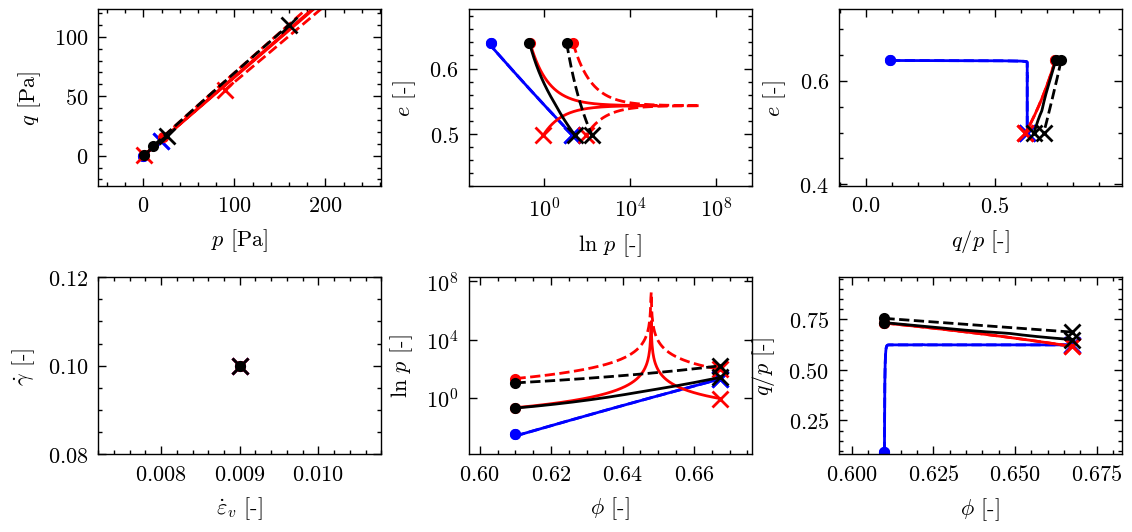 100
50
0
q [Pa]
0 100 200
p [Pa]
0.6
0.5
e [-]
10^0 10^4 10^8
ln p [-]
0.6
0.4
e [-]
0.0 0.5
q/p [-]
0.12
0.10
0.08
γ̇ [-]
0.008 0.009 0.010
ε̇_v [-]
10^8
10^4
10^0
ln p [-]
0.60 0.62 0.64 0.66
ϕ [-]
0.75
0.50
0.25
q/p [-]
0.600 0.625 0.650 0.675
ϕ [-]